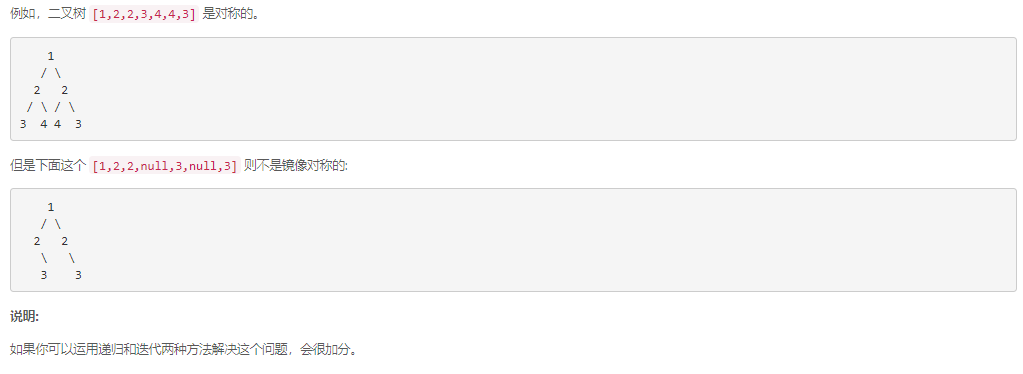 例如，二叉树 [1,2,2,3,4,4,3] 是对称的。
    1
   / \
  2   2
 / \ / \
3  4 4  3
但是下面这个 [1,2,2,null,3,null,3] 则不是镜像对称的:
    1
   / \
  2   2
   \   \
   3    3
说明:
如果你可以运用递归和迭代两种方法解决这个问题，会很加分。